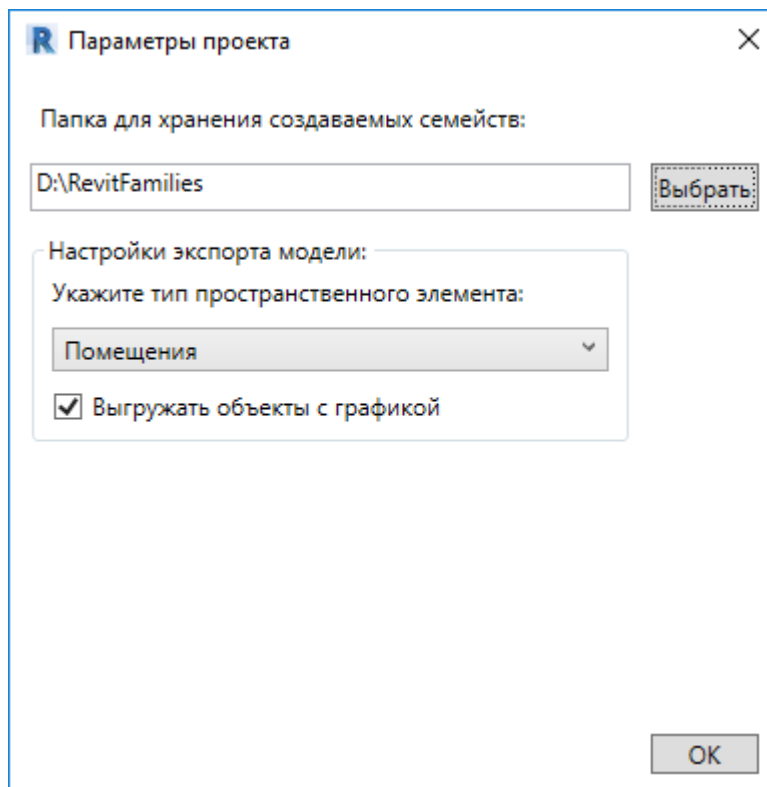 Параметры проекта
Папка для хранения создаваемых семейств:
D:\RevitFamilies
Выбрать
Настройки экспорта модели:
Укажите тип пространственного элемента:
Помещения
Выгружать объекты с графикой
OK